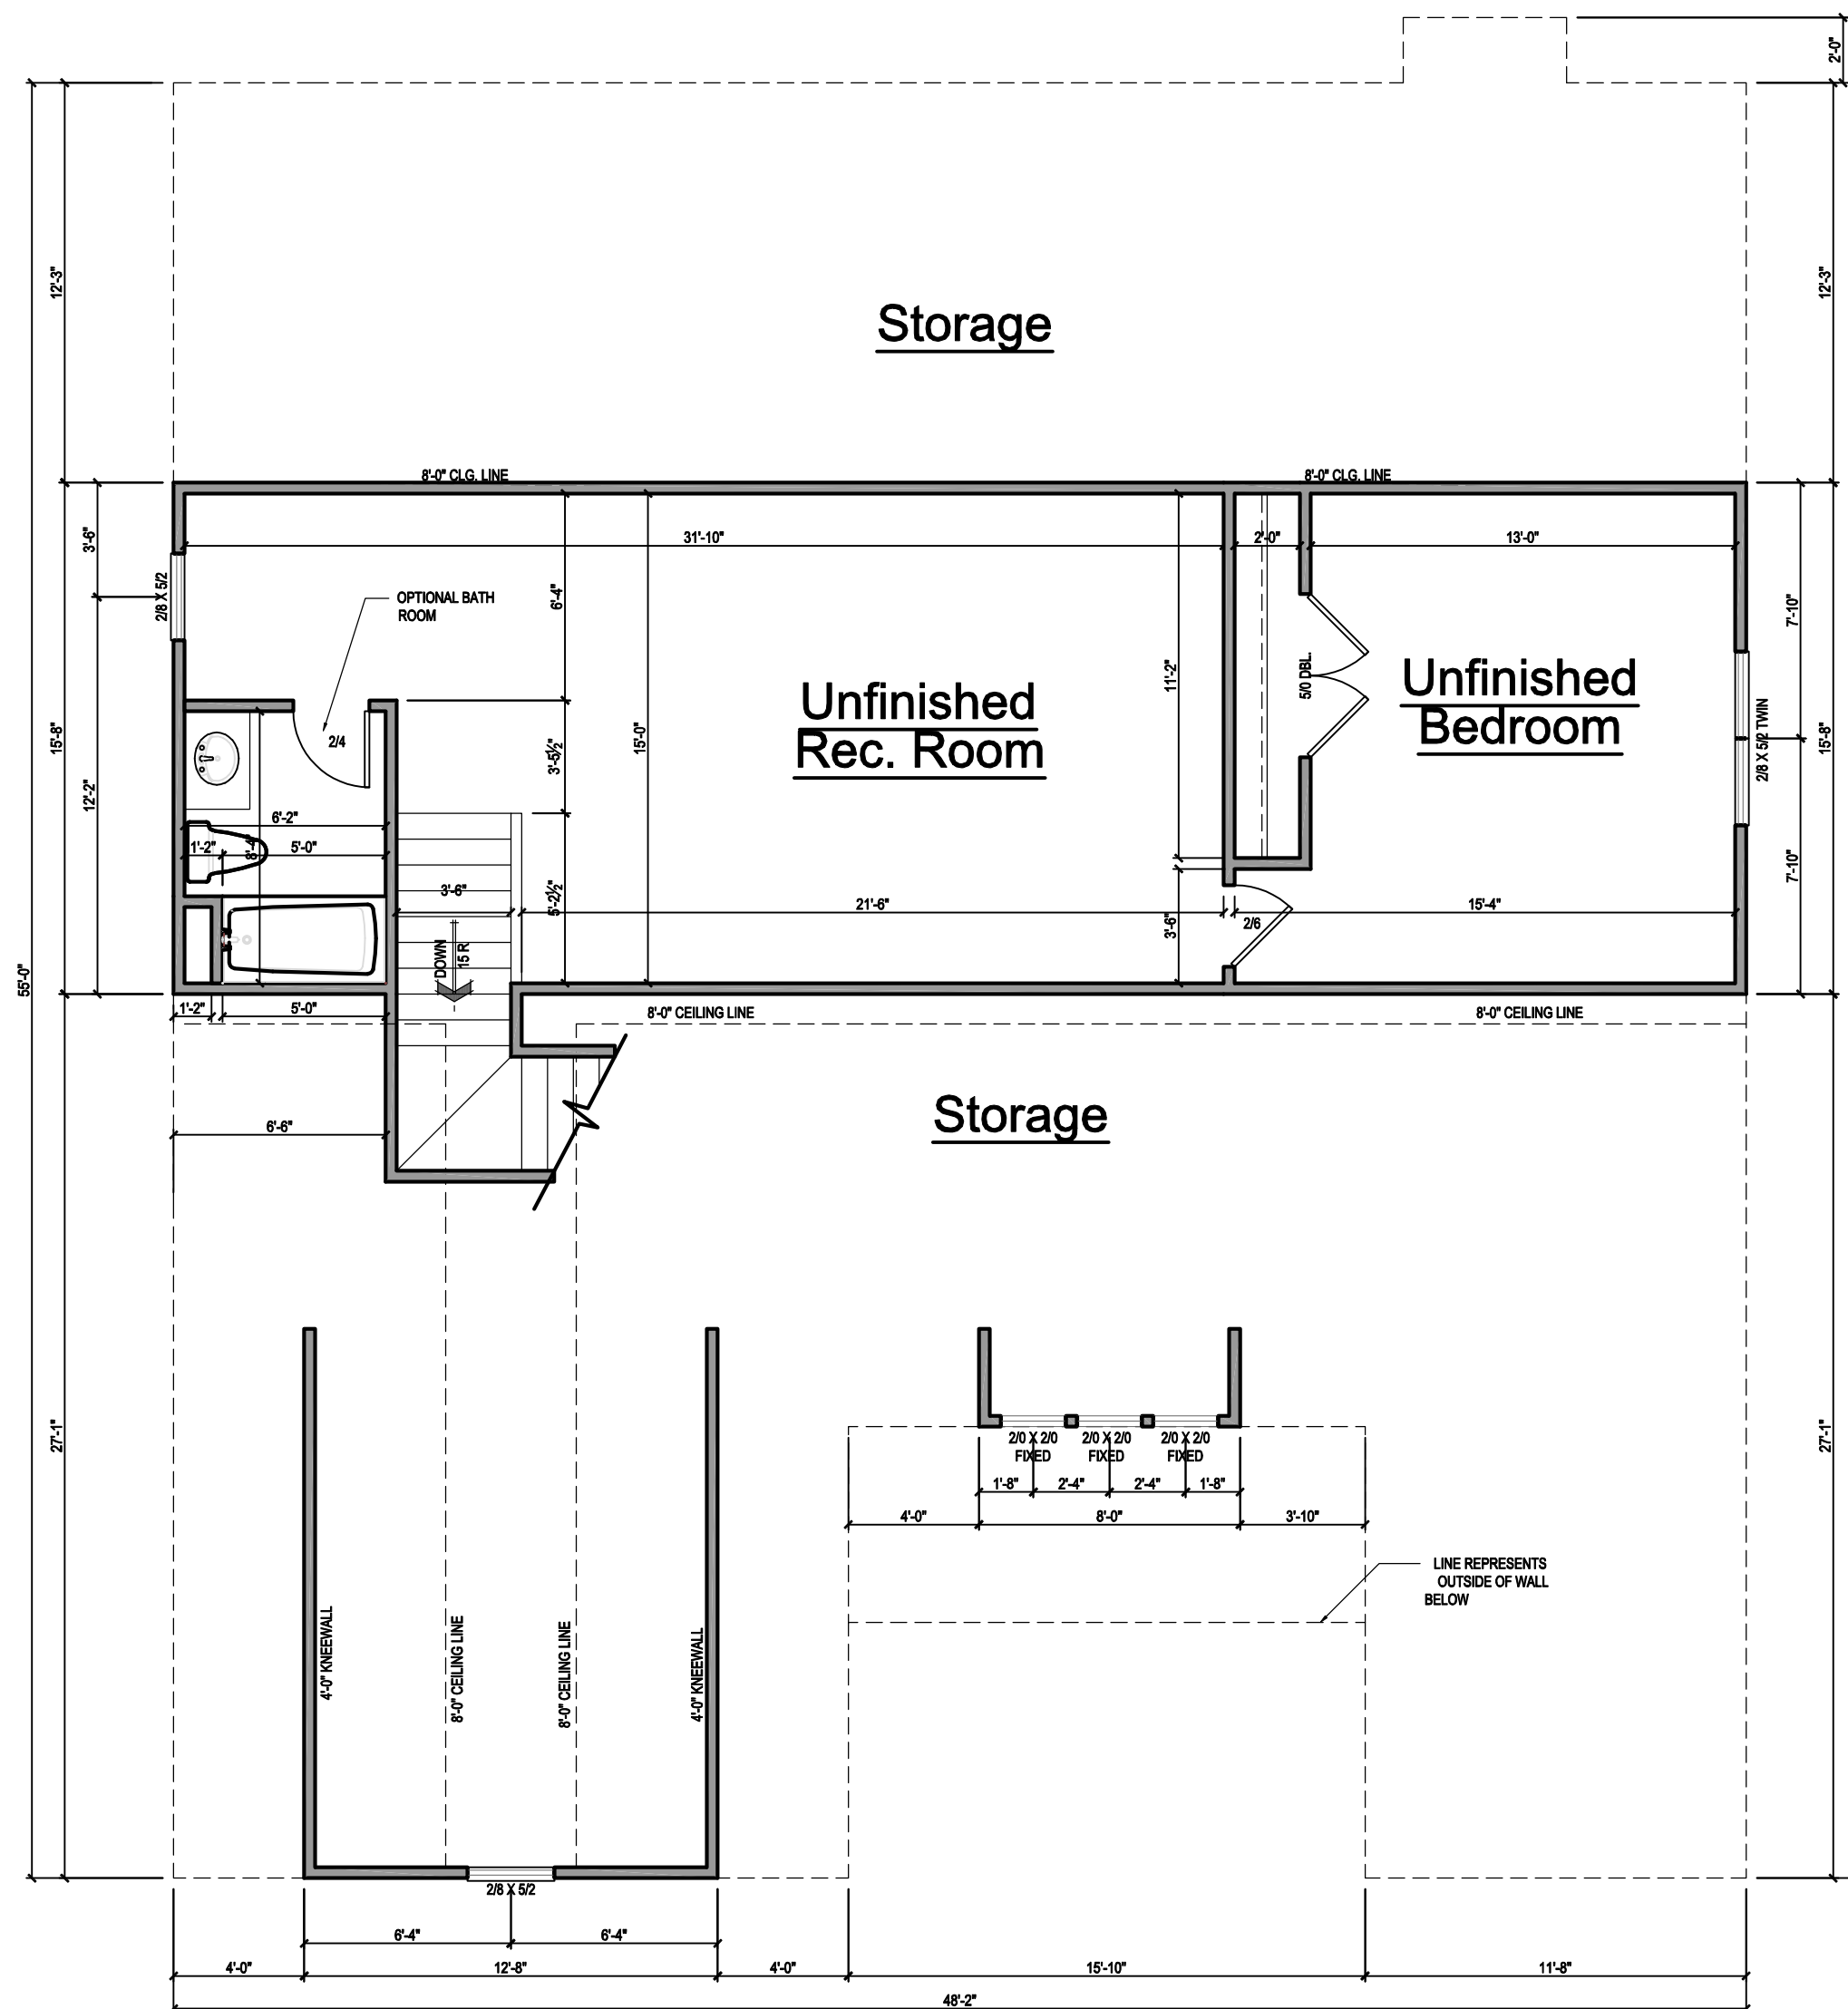 2'-0"
12'-3"
12'-3"
Storage
8'-0" CLG. LINE
8'-0" CLG. LINE
3'-6"
31'-10"
2'-0"
13'-0"
2/8 X 5/2
OPTIONAL BATH
ROOM
6'-4"
7'-10"
11'-2"
5/0 DBL.
Unfinished
Rec. Room
Unfinished
Bedroom
15'-8"
2/4
3'-5½"
15'-0"
2/8 X 5/2 TWIN
15'-8"
12'-2"
6'-2"
1'-2"
5'-0"
8'-4"
3'-6"
5'-2½"
21'-6"
3'-6"
2/6
15'-4"
7'-10"
DOWN
15 R
55'-0"
1'-2"
5'-0"
8'-0" CEILING LINE
8'-0" CEILING LINE
Storage
6'-6"
27'-1"
27'-1"
2/0 X 2/0
FIXED
2/0 X 2/0
FIXED
2/0 X 2/0
FIXED
1'-8"
2'-4"
2'-4"
1'-8"
4'-0"
8'-0"
3'-10"
LINE REPRESENTS
OUTSIDE OF WALL
BELOW
4'-0" KNEEWALL
8'-0" CEILING LINE
8'-0" CEILING LINE
4'-0" KNEEWALL
2/8 X 5/2
6'-4"
6'-4"
4'-0"
12'-8"
4'-0"
15'-10"
11'-8"
48'-2"